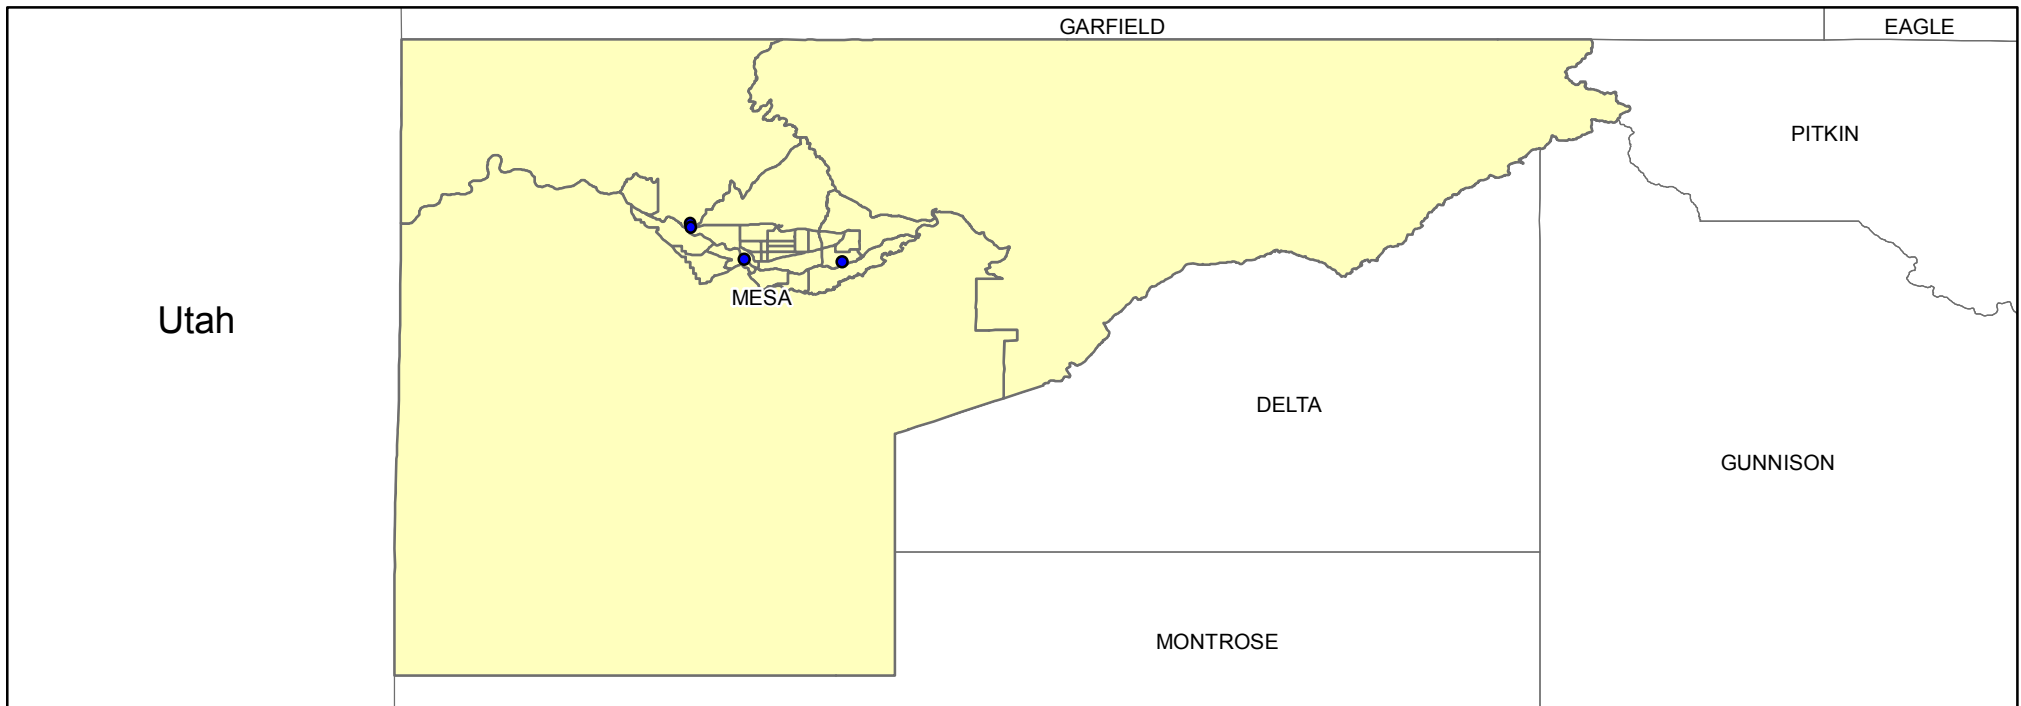 GARFIELD
EAGLE
PITKIN
MESA
Utah
DELTA
GUNNISON
MONTROSE